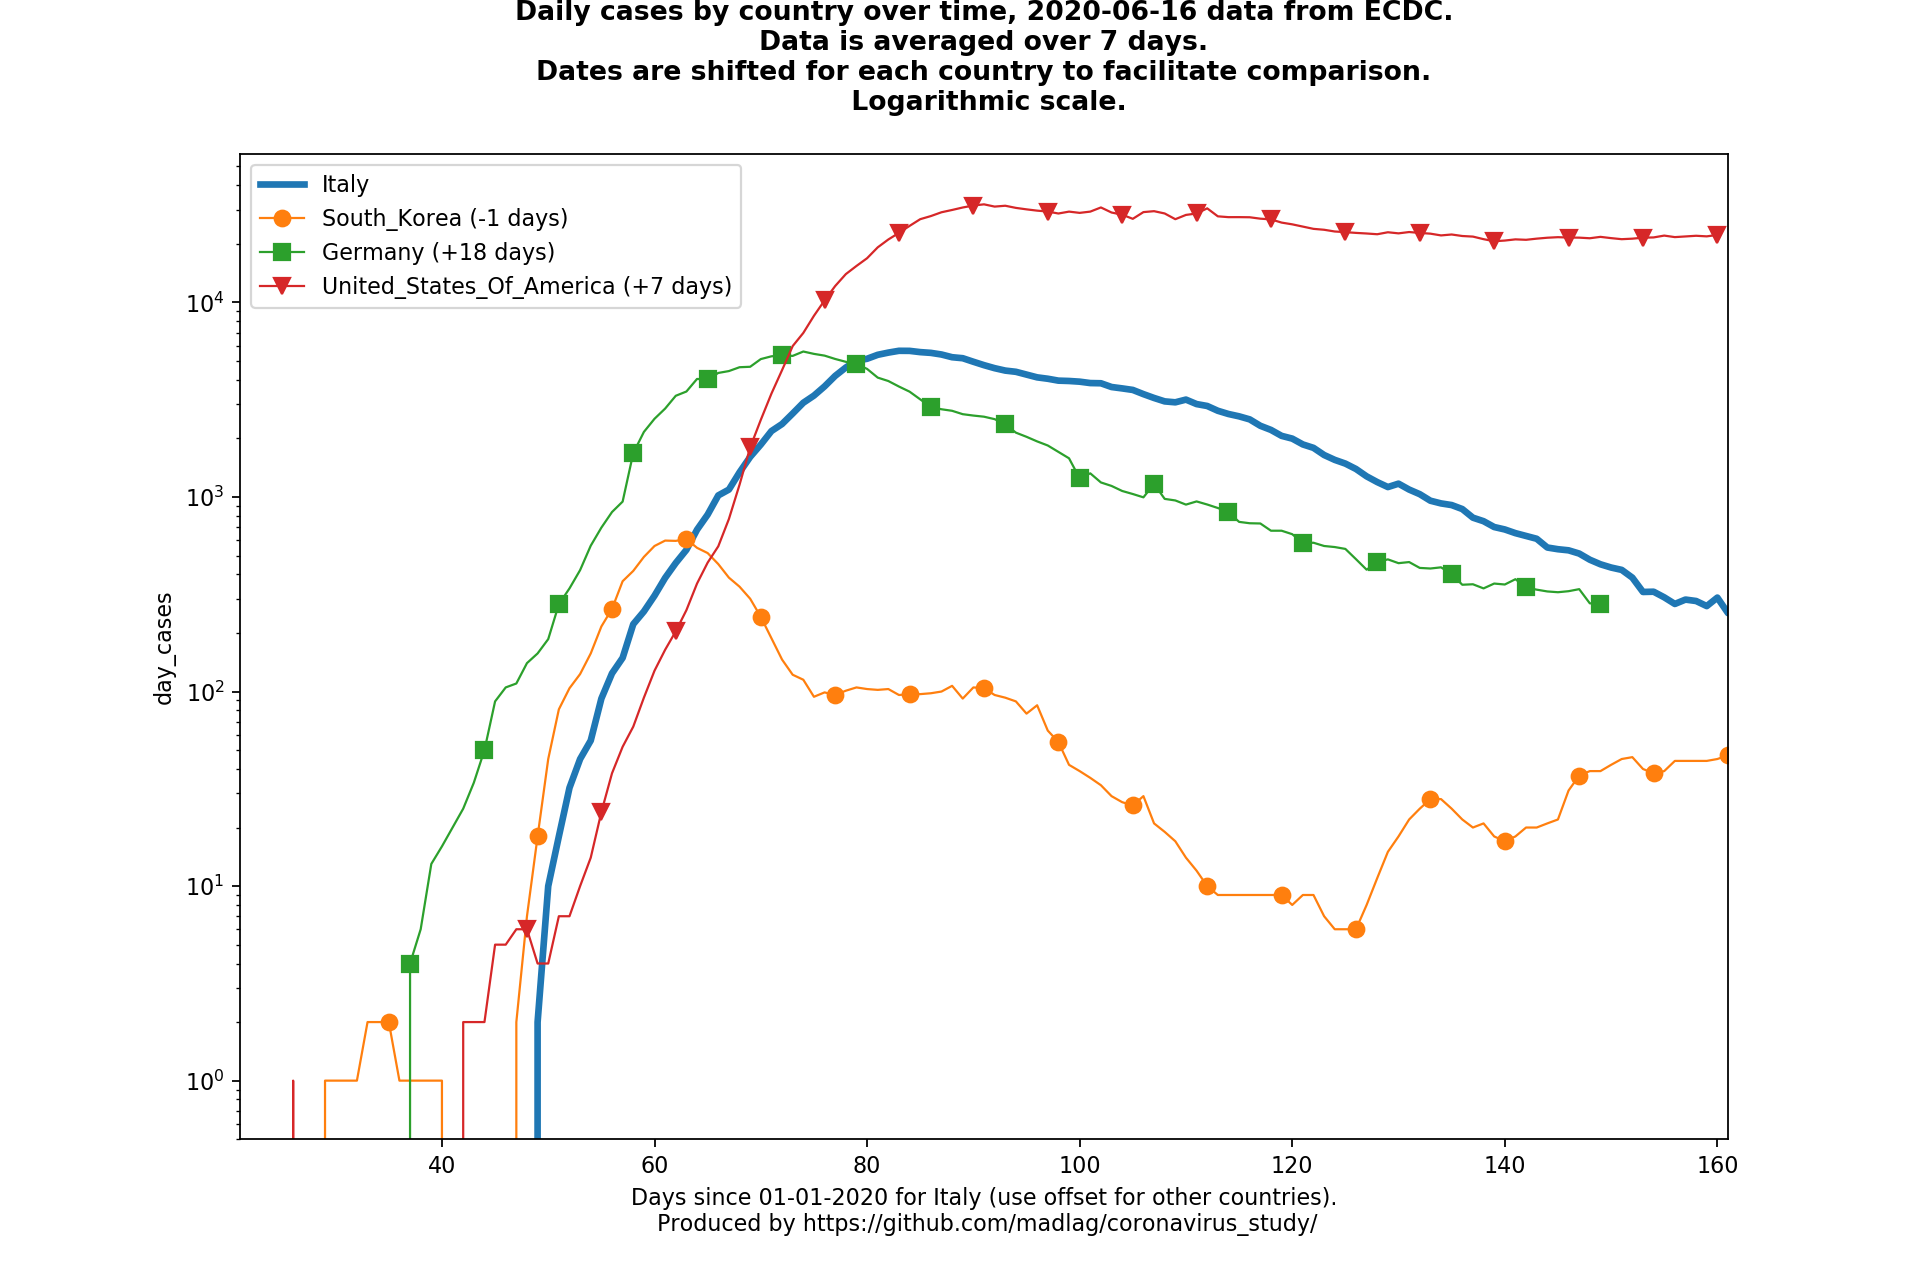 Daily cases by country over time, 2020-06-16 data from ECDC.
Data is averaged over 7 days.
Dates are shifted for each country to facilitate comparison.
Logarithmic scale.
Italy
South_Korea (-1 days)
Germany (+18 days)
United_States_Of_America (+7 days)
10⁴
10³
10²
10¹
10⁰
day_cases
40 60 80 100 120 140 160
Days since 01-01-2020 for Italy (use offset for other countries).
Produced by https://github.com/madlag/coronavirus_study/